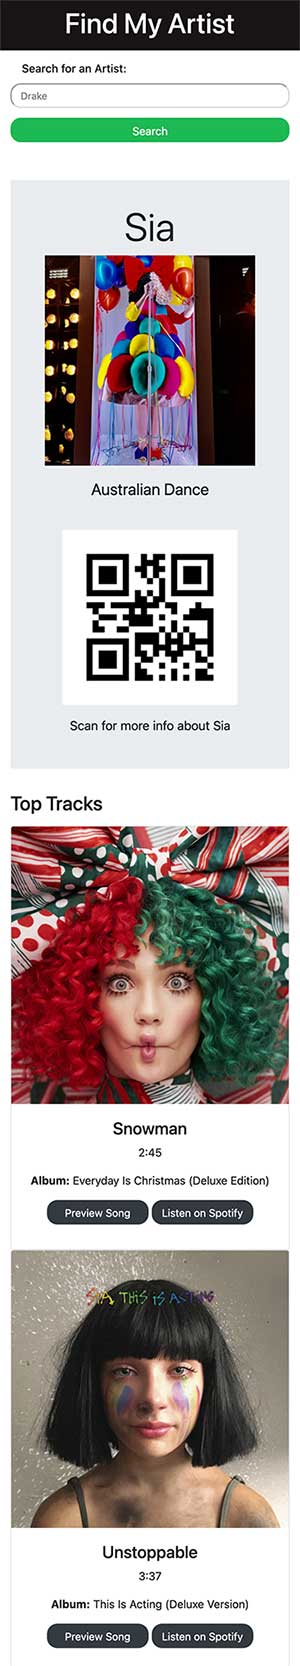 Find My Artist
Search for an Artist:
Drake
Search
Sia
Australian Dance
Scan for more info about Sia
Top Tracks
Snowman
2:45
Album: Everyday Is Christmas (Deluxe Edition)
Preview Song
Listen on Spotify
SIA THIS IS ACTING
Unstoppable
3:37
Album: This Is Acting (Deluxe Version)
Preview Song
Listen on Spotify